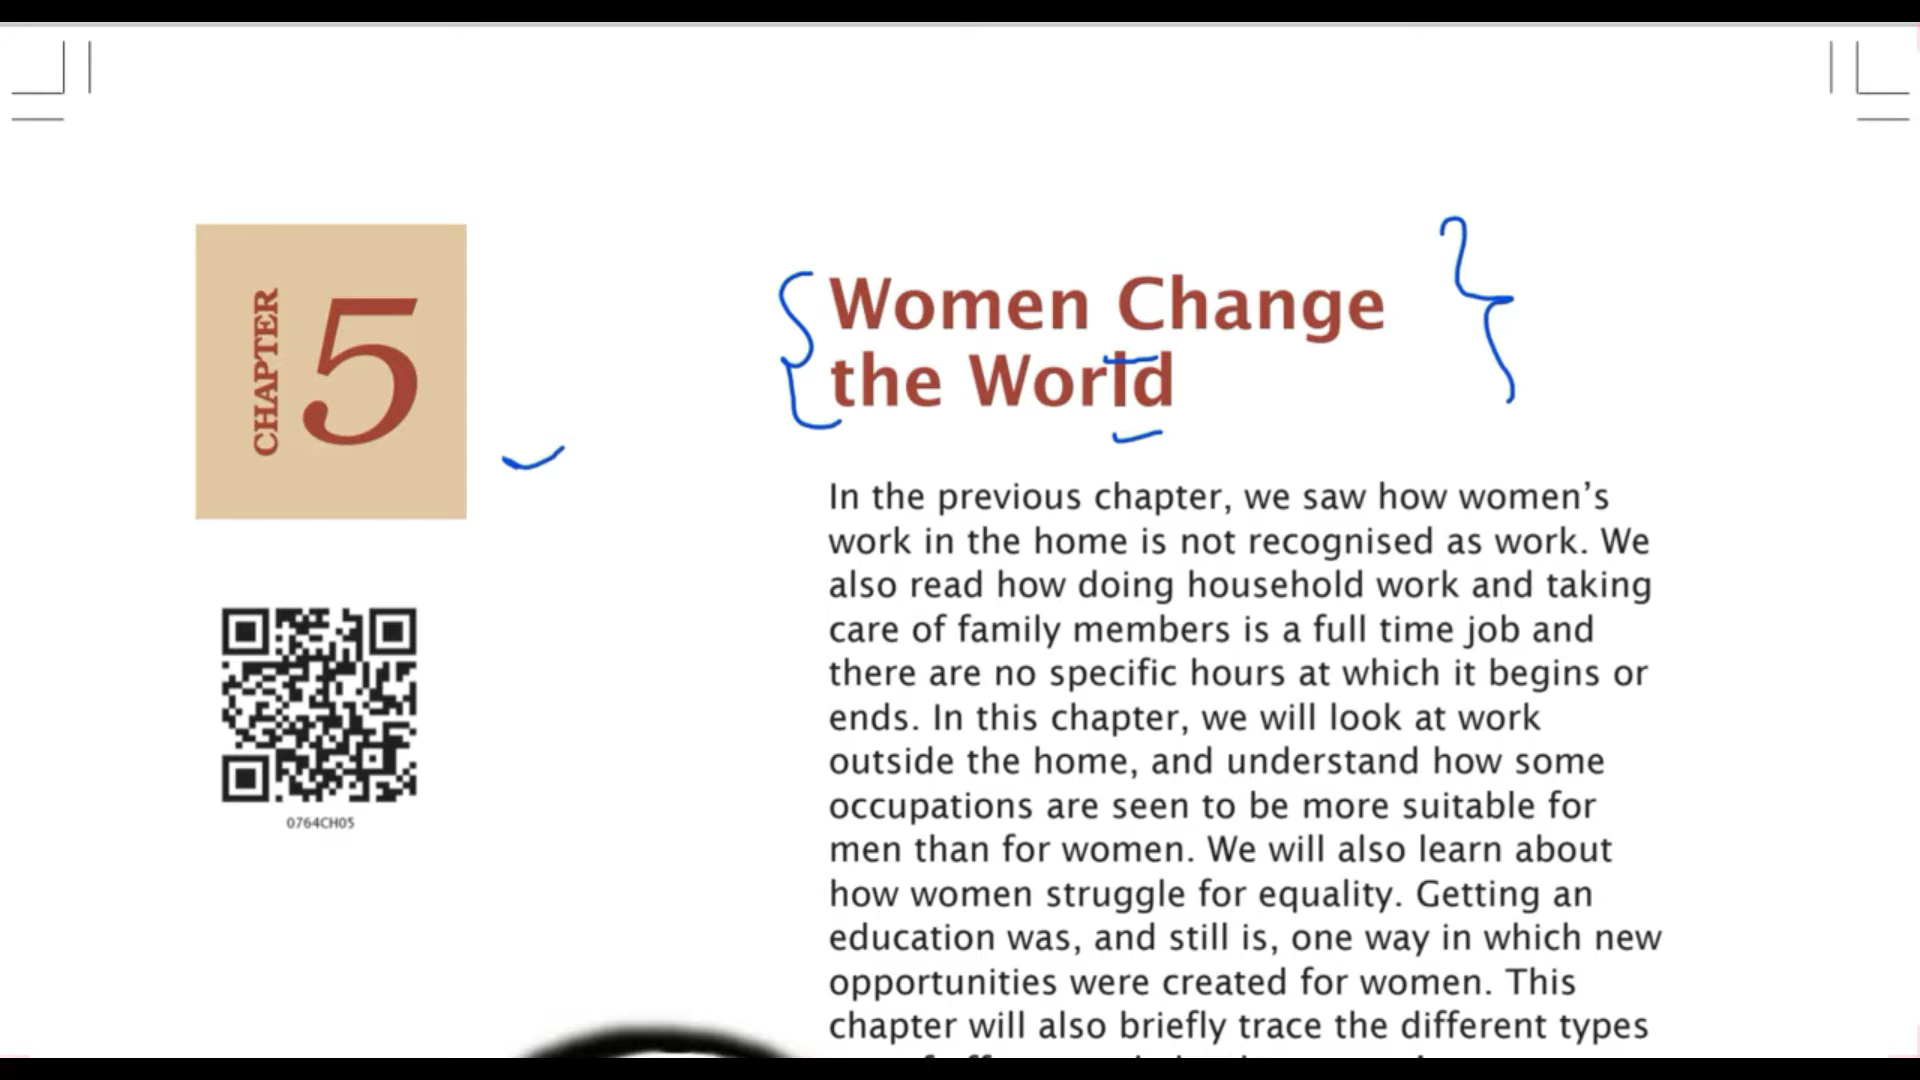 CHAPTER 5
Women Change
the World
In the previous chapter, we saw how women’s
work in the home is not recognised as work. We
also read how doing household work and taking
care of family members is a full time job and
there are no specific hours at which it begins or
ends. In this chapter, we will look at work
outside the home, and understand how some
occupations are seen to be more suitable for
men than for women. We will also learn about
how women struggle for equality. Getting an
education was, and still is, one way in which new
opportunities were created for women. This
chapter will also briefly trace the different types
0764CH05